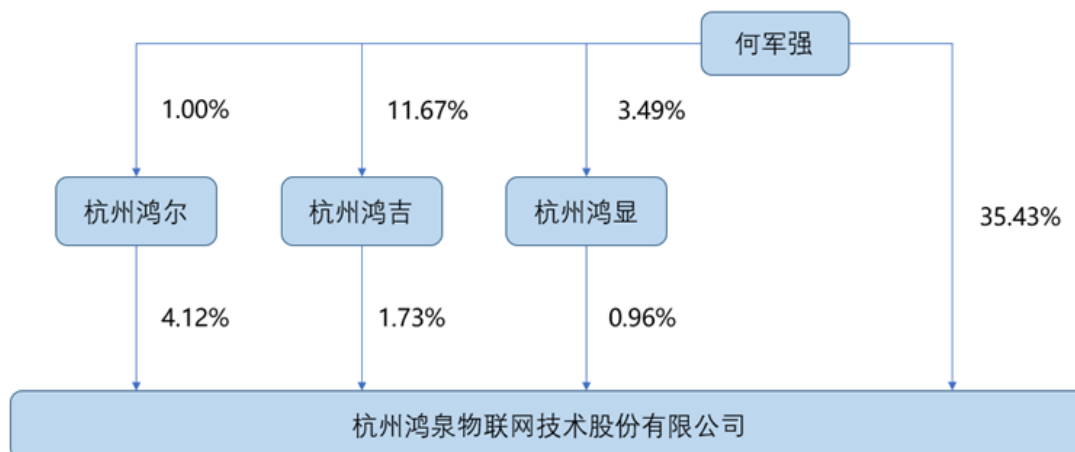 何军强
1.00%
11.67%
3.49%
杭州鸿尔
杭州鸿吉
杭州鸿显
35.43%
4.12%
1.73%
0.96%
杭州鸿泉物联网技术股份有限公司